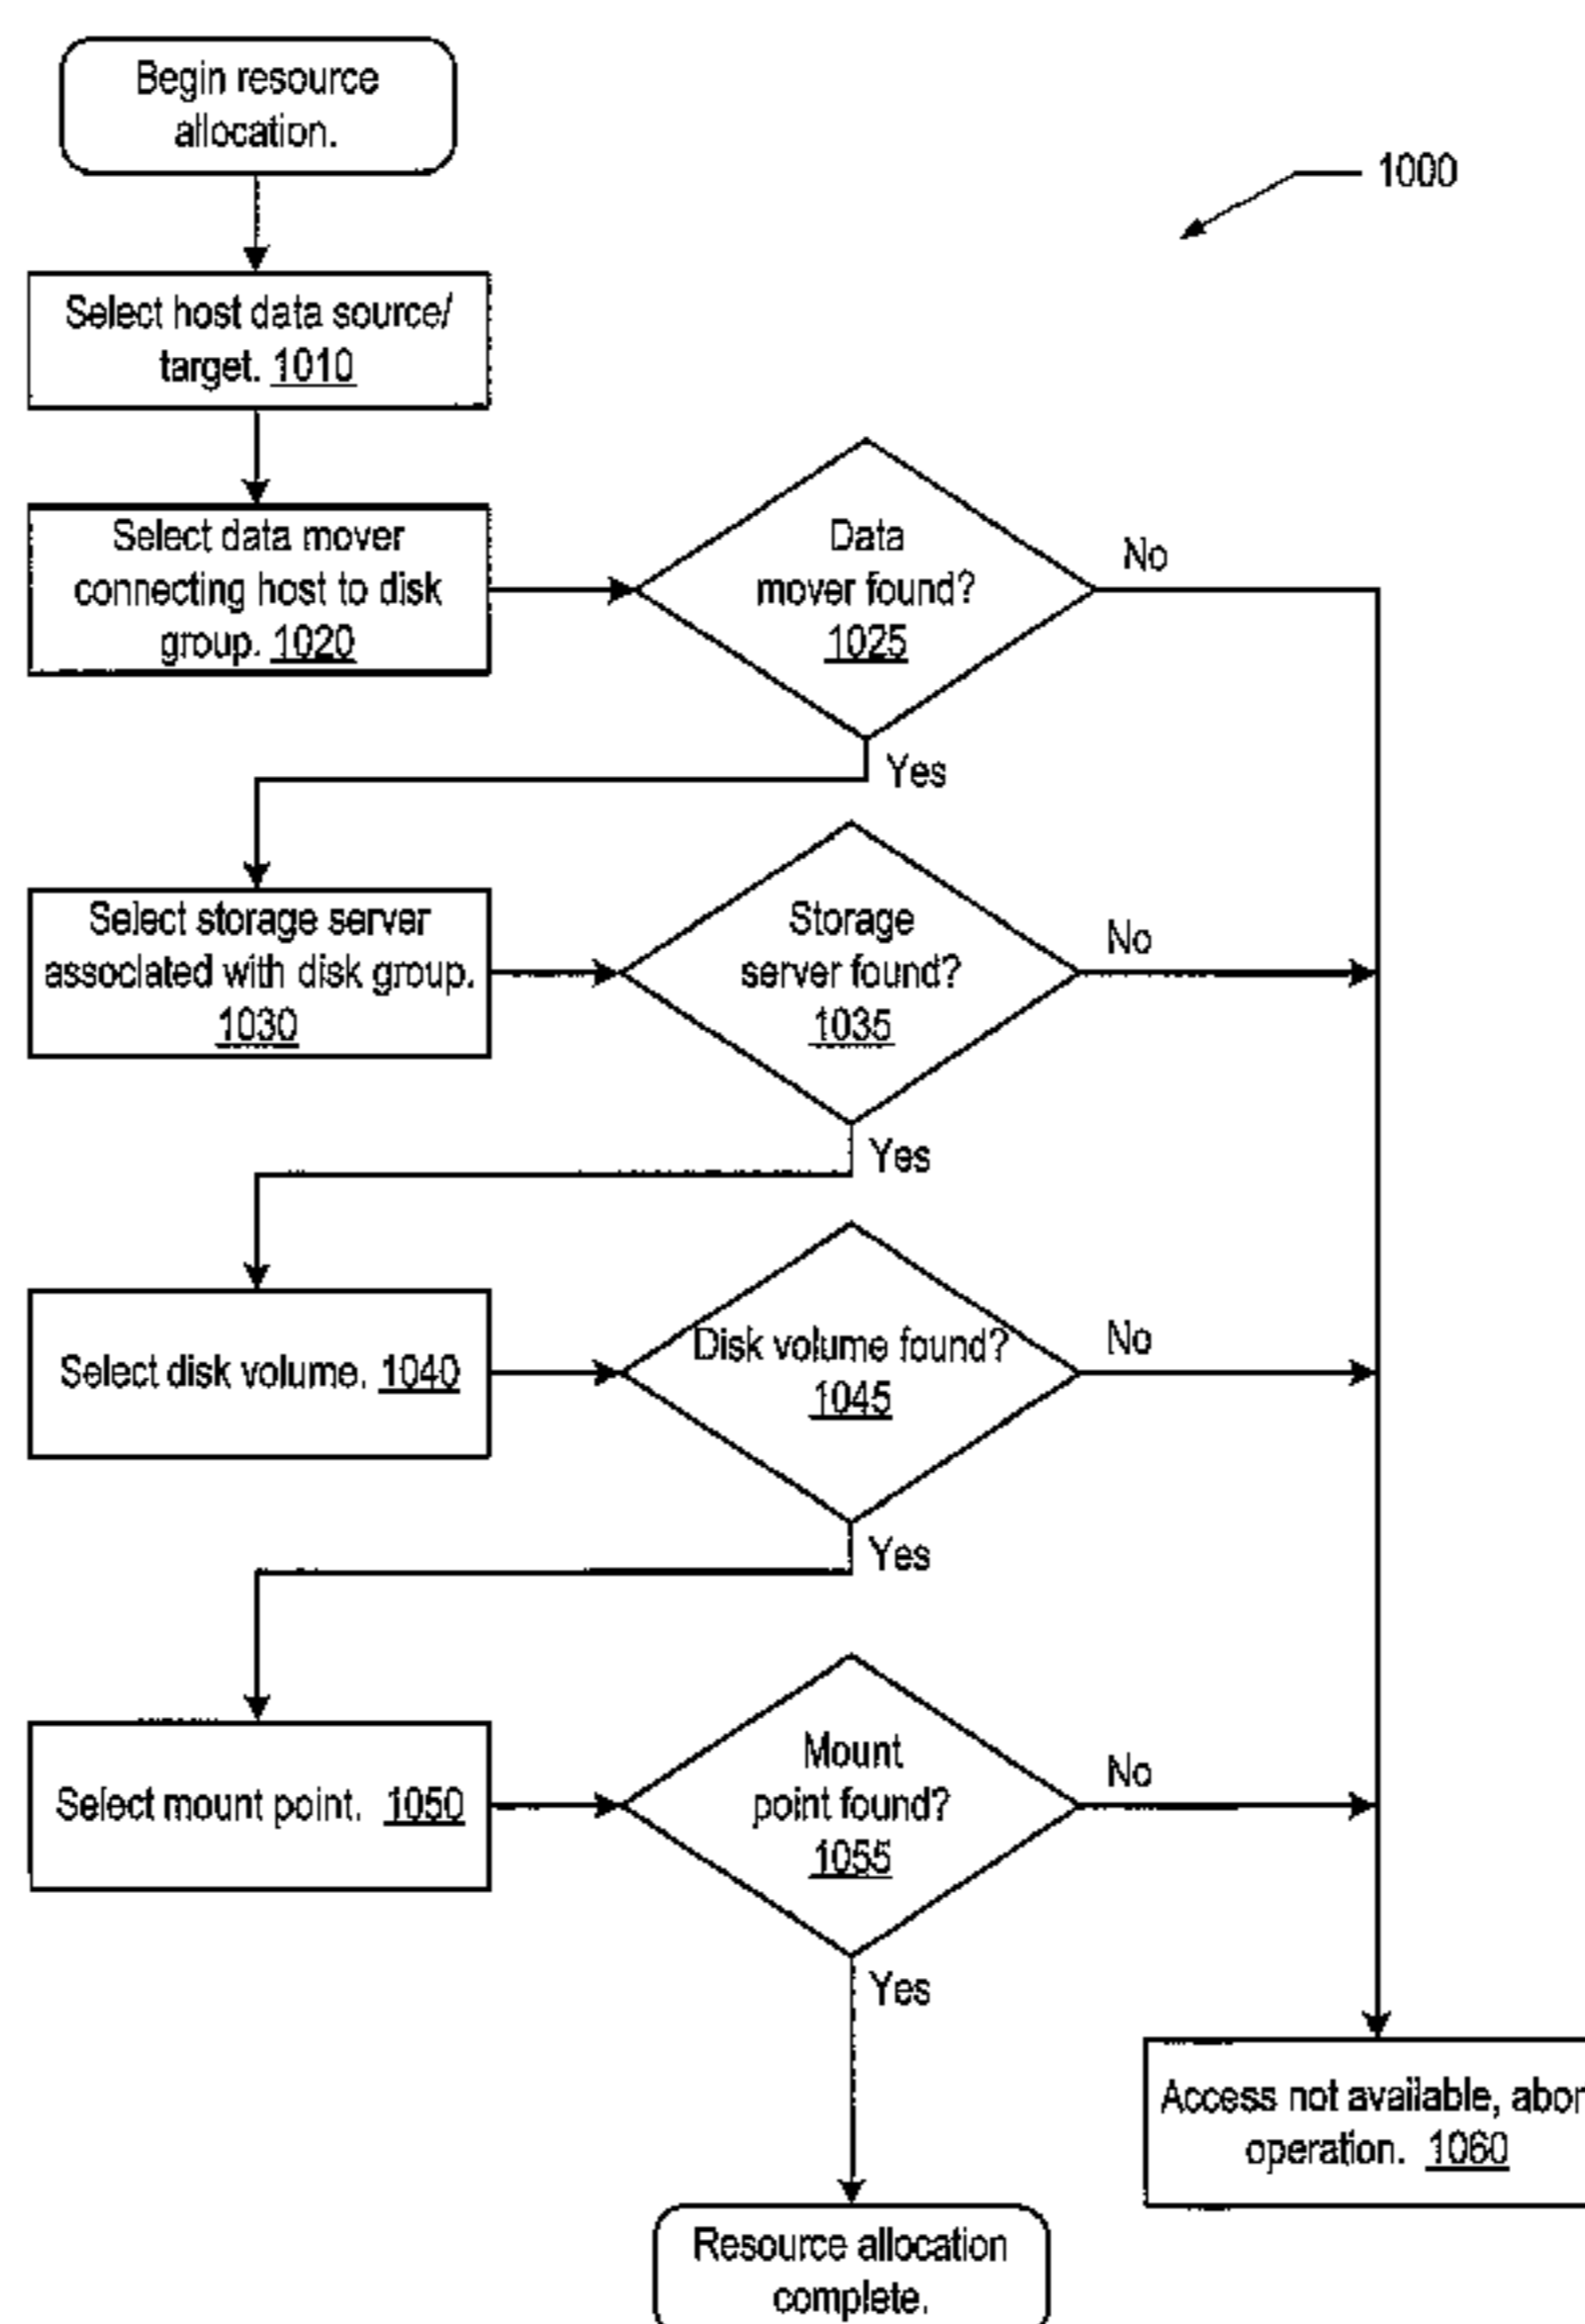 Begin resource
allocation.
1000
Select host data source/
target. 1010
Select data mover
connecting host to disk
group. 1020
Data
mover found?
1025
No
Yes
Select storage server
associated with disk group.
1030
Storage
server found?
1035
No
Yes
Select disk volume. 1040
Disk volume found?
1045
No
Yes
Select mount point. 1050
Mount
point found?
1055
No
Yes
Access not available,
operation. 1060
Resource allocation
complete.